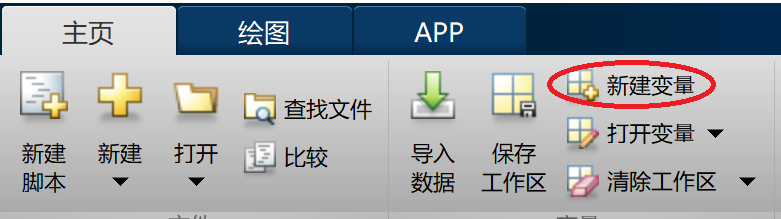 主页 绘图 APP
新建脚本 新建 打开 查找文件 比较
导入数据 保存工作区 新建变量 打开变量 清除工作区